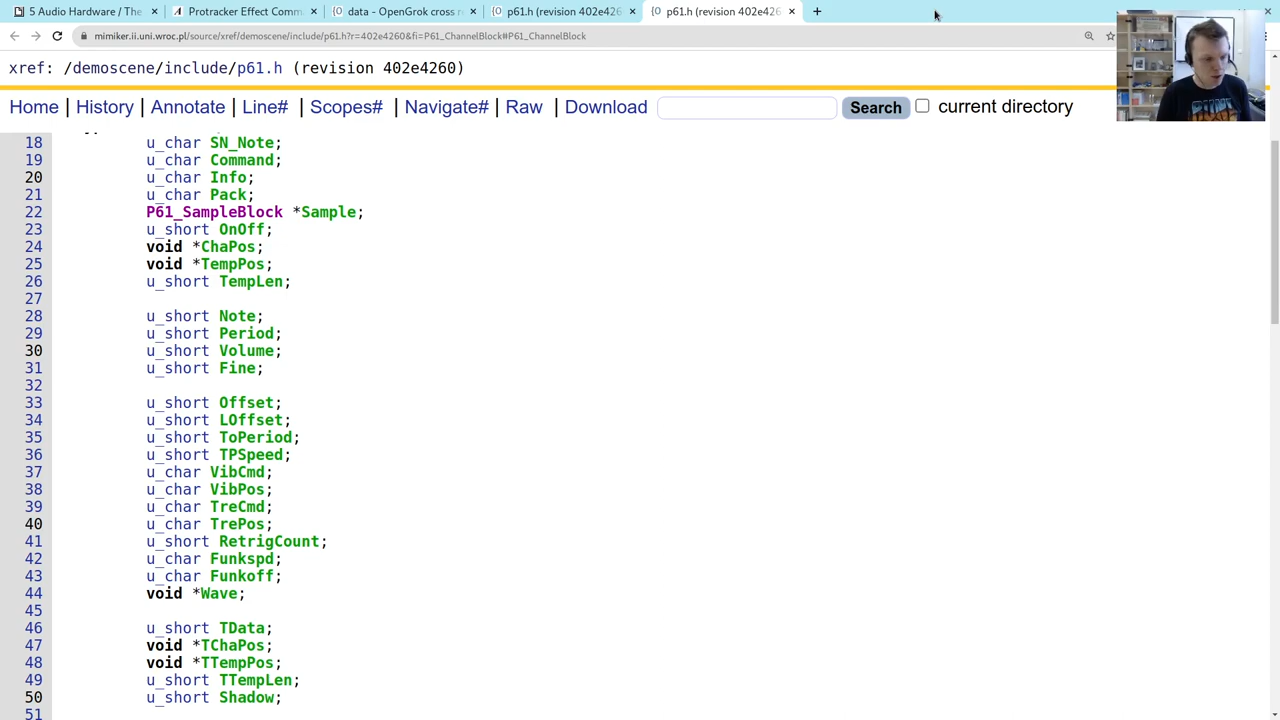 5 Audio Hardware / The
Protracker Effect Comm
data - OpenGrok cross r
p61.h (revision 402e426
p61.h (revision 402e426
mimiker.ii.uni.wroc.pl/source/xref/demoscene/include/p61.h?r=402e4260&fi=P61_ChannelBlock#P61_ChannelBlock
xref: /demoscene/include/p61.h (revision 402e4260)
Home | History | Annotate | Line# | Scopes# | Navigate# | Raw | Download Search current directory
18 u_char SN_Note;
19 u_char Command;
20 u_char Info;
21 u_char Pack;
22 P61_SampleBlock *Sample;
23 u_short OnOff;
24 void *ChaPos;
25 void *TempPos;
26 u_short TempLen;
27
28 u_short Note;
29 u_short Period;
30 u_short Volume;
31 u_short Fine;
32
33 u_short Offset;
34 u_short LOffset;
35 u_short ToPeriod;
36 u_short TPSpeed;
37 u_char VibCmd;
38 u_char VibPos;
39 u_char TreCmd;
40 u_char TrePos;
41 u_short RetrigCount;
42 u_char Funkspd;
43 u_char Funkoff;
44 void *Wave;
45
46 u_short TData;
47 void *TChaPos;
48 void *TTempPos;
49 u_short TTempLen;
50 u_short Shadow;
51